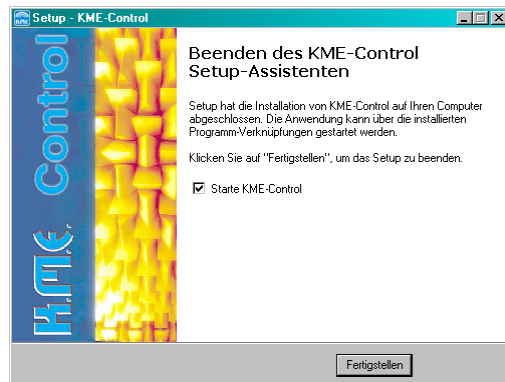 Setup - KME-Control
Beenden des KME-Control
Setup-Assistenten
Setup hat die Installation von KME-Control auf Ihren Computer
abgeschlossen. Die Anwendung kann über die installierten
Programm-Verknüpfungen gestartet werden.
Klicken Sie auf "Fertigstellen", um das Setup zu beenden.
Starte KME-Control
K.M.E. Control
Fertigstellen